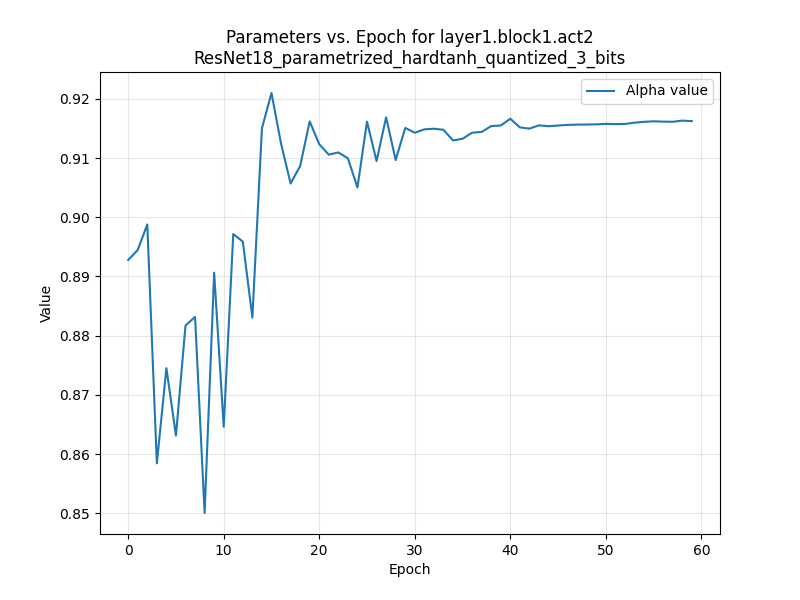 Parameters vs. Epoch for layer1.block1.act2
ResNet18_parametrized_hardtanh_quantized_3_bits
Alpha value
0.92
0.91
0.90
0.89
0.88
0.87
0.86
0.85
Value
0 10 20 30 40 50 60
Epoch